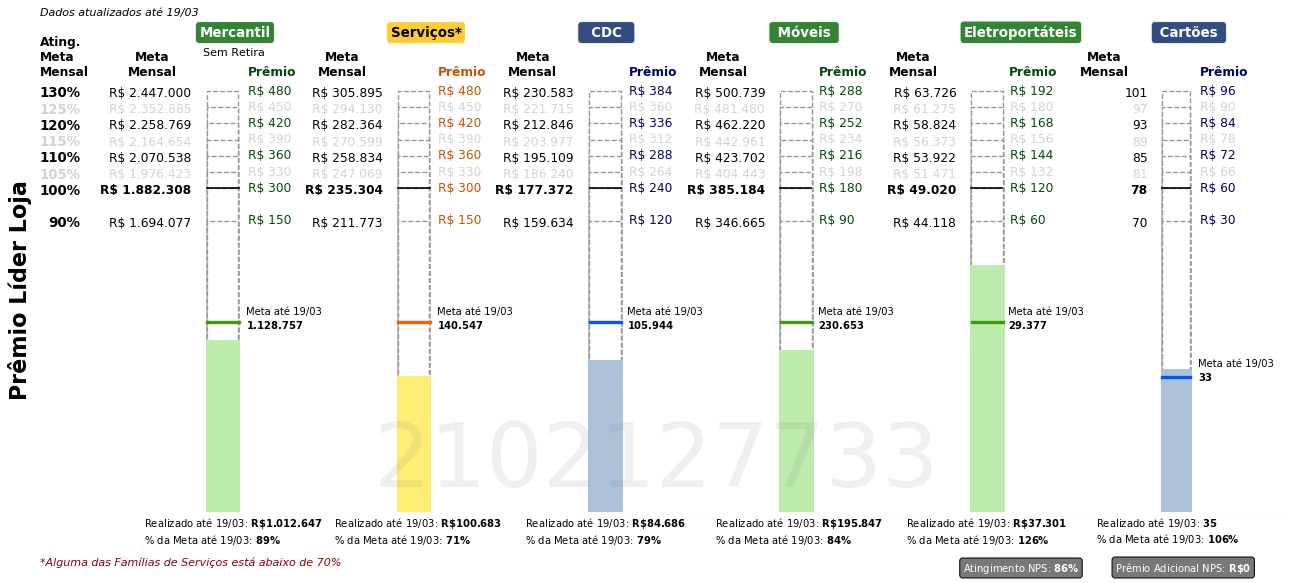 Dados atualizados até 19/03
Mercantil Serviços* CDC Móveis Eletroportáteis Cartões
Sem Retira
Ating. Meta Mensal Meta Mensal Prêmio Meta Mensal Prêmio Meta Mensal Prêmio Meta Mensal Prêmio Meta Mensal Prêmio Meta Mensal Prêmio
130% R$ 2.447.000 R$ 480 R$ 305.895 R$ 480 R$ 230.583 R$ 384 R$ 500.739 R$ 288 R$ 63.726 R$ 192 101 R$ 96
125% R$ 2.352.885 R$ 450 R$ 294.130 R$ 450 R$ 221.715 R$ 360 R$ 481.480 R$ 270 R$ 61.275 R$ 180 97 R$ 90
120% R$ 2.258.769 R$ 420 R$ 282.364 R$ 420 R$ 212.846 R$ 336 R$ 462.220 R$ 252 R$ 58.824 R$ 168 93 R$ 84
115% R$ 2.164.654 R$ 390 R$ 270.599 R$ 390 R$ 203.977 R$ 312 R$ 442.961 R$ 234 R$ 56.373 R$ 156 89 R$ 78
110% R$ 2.070.538 R$ 360 R$ 258.834 R$ 360 R$ 195.109 R$ 288 R$ 423.702 R$ 216 R$ 53.922 R$ 144 85 R$ 72
105% R$ 1.976.423 R$ 330 R$ 247.069 R$ 330 R$ 186.240 R$ 264 R$ 404.443 R$ 198 R$ 51.471 R$ 132 81 R$ 66
100% R$ 1.882.308 R$ 300 R$ 235.304 R$ 300 R$ 177.372 R$ 240 R$ 385.184 R$ 180 R$ 49.020 R$ 120 78 R$ 60
90% R$ 1.694.077 R$ 150 R$ 211.773 R$ 150 R$ 159.634 R$ 120 R$ 346.665 R$ 90 R$ 44.118 R$ 60 70 R$ 30
Prêmio Líder Loja
Meta até 19/03 Meta até 19/03 Meta até 19/03 Meta até 19/03 Meta até 19/03
1.128.757 140.547 105.944 230.653 29.377
Meta até 19/03
33
2102127733
Realizado até 19/03: R$1.012.647 Realizado até 19/03: R$100.683 Realizado até 19/03: R$84.686 Realizado até 19/03: R$195.847 Realizado até 19/03: R$37.301 Realizado até 19/03: 35
% da Meta até 19/03: 89% % da Meta até 19/03: 71% % da Meta até 19/03: 79% % da Meta até 19/03: 84% % da Meta até 19/03: 126% % da Meta até 19/03: 106%
*Alguma das Famílias de Serviços está abaixo de 70%
Atingimento NPS: 86% Prêmio Adicional NPS: R$0